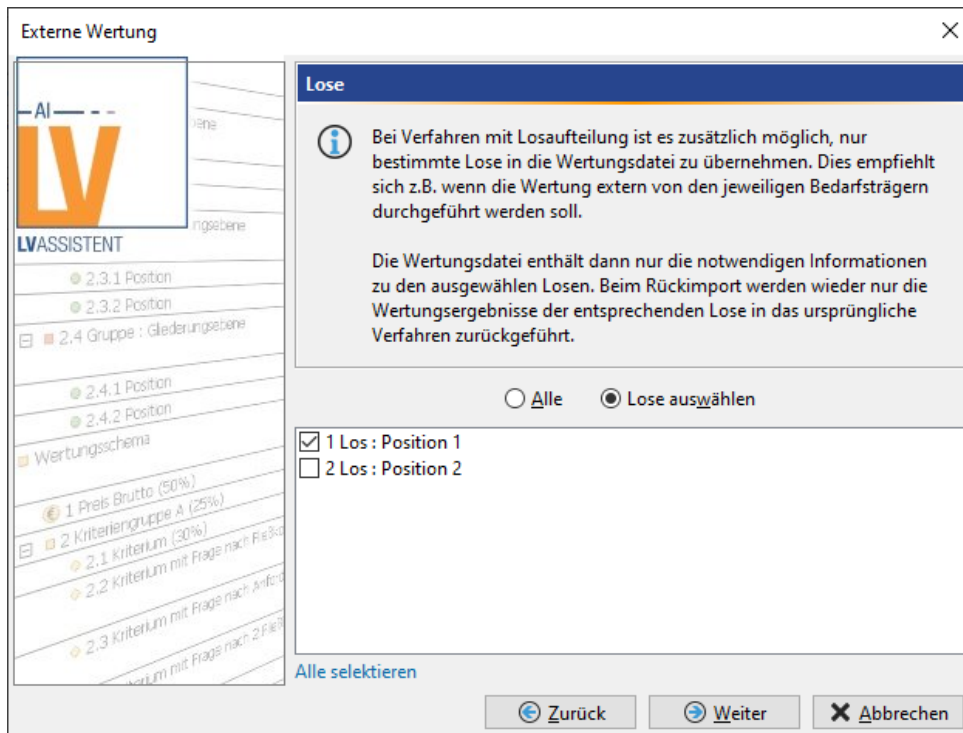 Externe Wertung
AI
LV
LVASSISTENT
ngsebene
2.3.1 Position
2.3.2 Position
2.4 Gruppe : Gliederungsebene
2.4.1 Position
2.4.2 Position
Wertungsschema
1 Preis Brutto (50%)
2 Kriteriengruppe A (25%)
2.1 Kriterium (30%)
2.2 Kriterium mit Frage nach
2.3 Kriterium mit Frage nach
mit Frage nach 2
Lose
Bei Verfahren mit Losaufteilung ist es zusätzlich möglich, nur
bestimmte Lose in die Wertungsdatei zu übernehmen. Dies empfiehlt
sich z.B. wenn die Wertung extern von den jeweiligen Bedarfsträgern
durchgeführt werden soll.
Die Wertungsdatei enthält dann nur die notwendigen Informationen
zu den ausgewählten Losen. Beim Rückimport werden wieder nur die
Wertungsergebnisse der entsprechenden Lose in das ursprüngliche
Verfahren zurückgeführt.
Alle Lose auswählen
1 Los : Position 1
2 Los : Position 2
Alle selektieren
Zurück Weiter Abbrechen